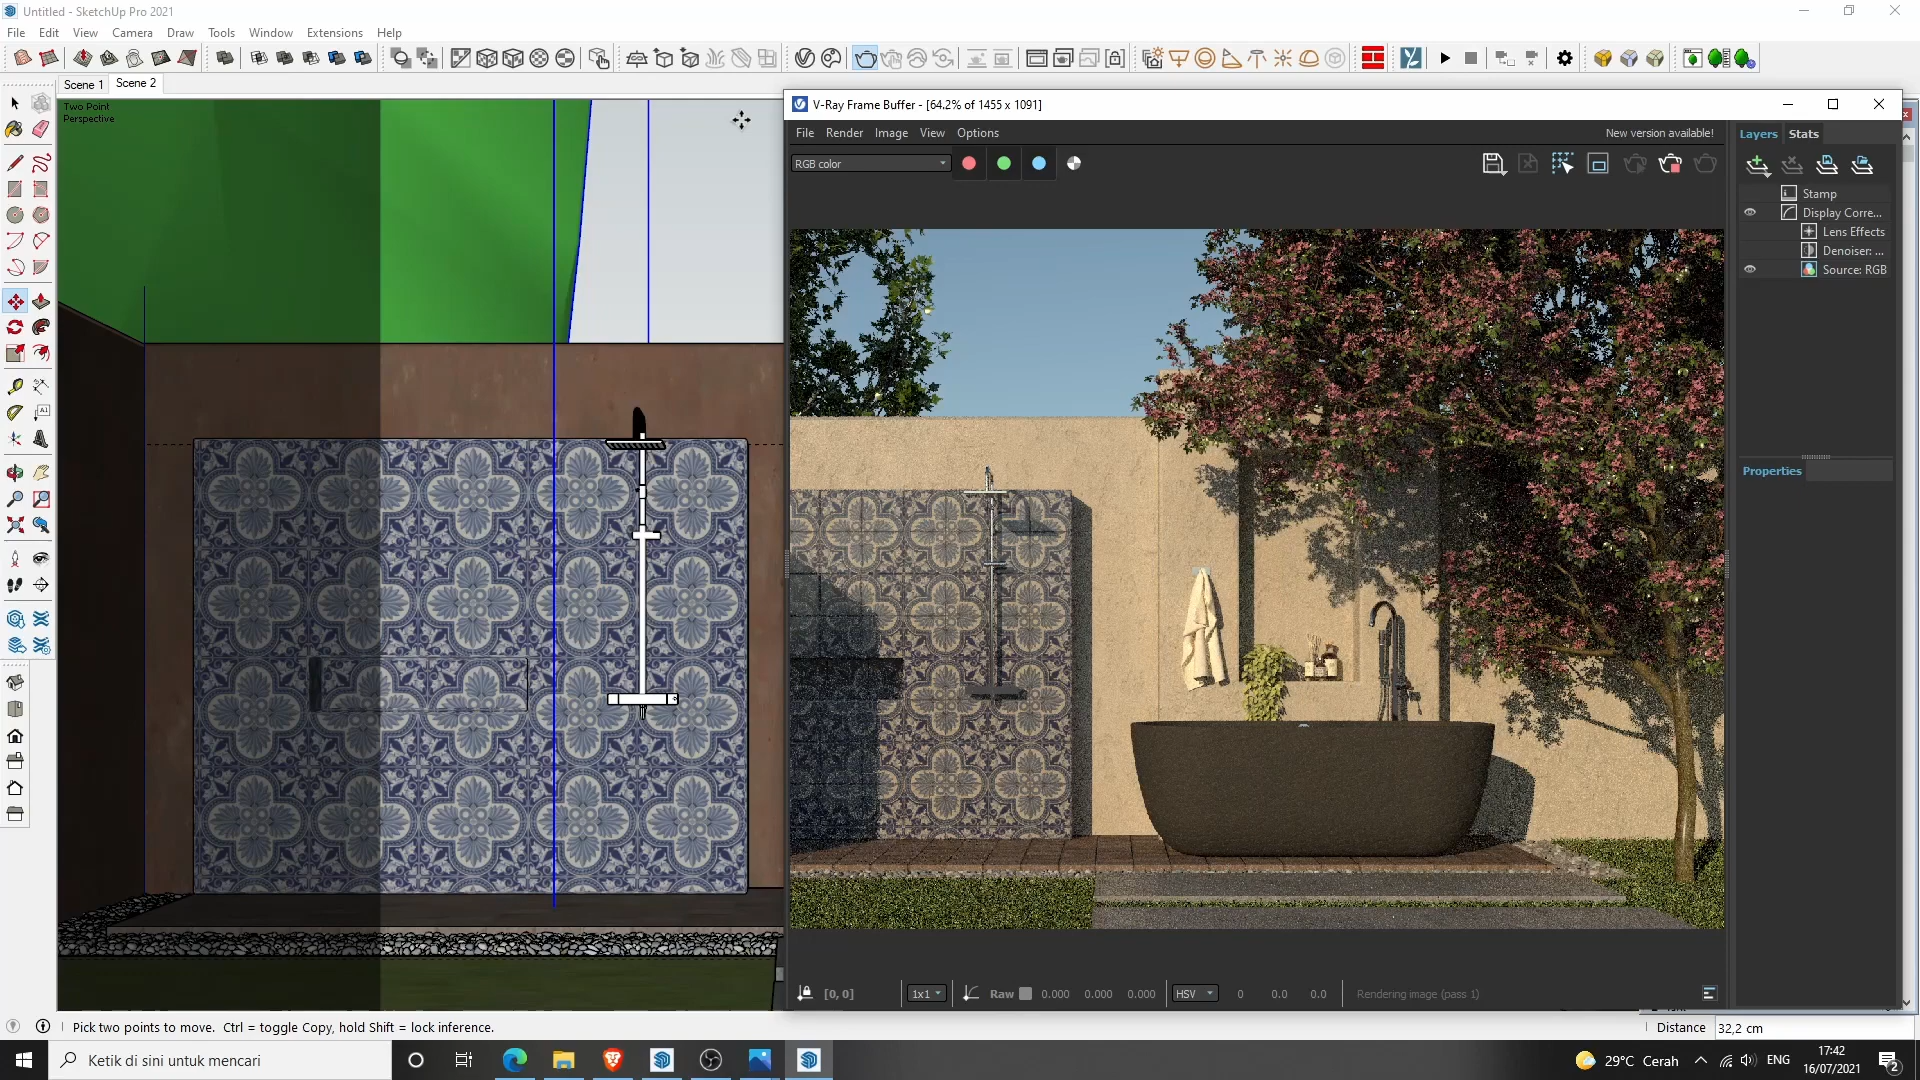 Untitled - SketchUp Pro 2021
File Edit View Camera Draw Tools Window Extensions Help
Scene 1 Scene 2
Two Point
Perspective
V-Ray Frame Buffer - [64.2% of 1455 x 1091]
File Render Image View Options New version available!
RGB color
Layers Stats
Stamp
Display Corre...
Lens Effects
Denoiser: ...
Source: RGB
Properties
[0, 0] 1x1 Raw 0.000 0.000 0.000 HSV 0 0.0 0.0 Rendering image (pass 1)
Pick two points to move. Ctrl = toggle Copy, hold Shift = lock inference.
Distance 32,2 cm
Ketik di sini untuk mencari
29°C Cerah ENG
17:42
16/07/2021
2